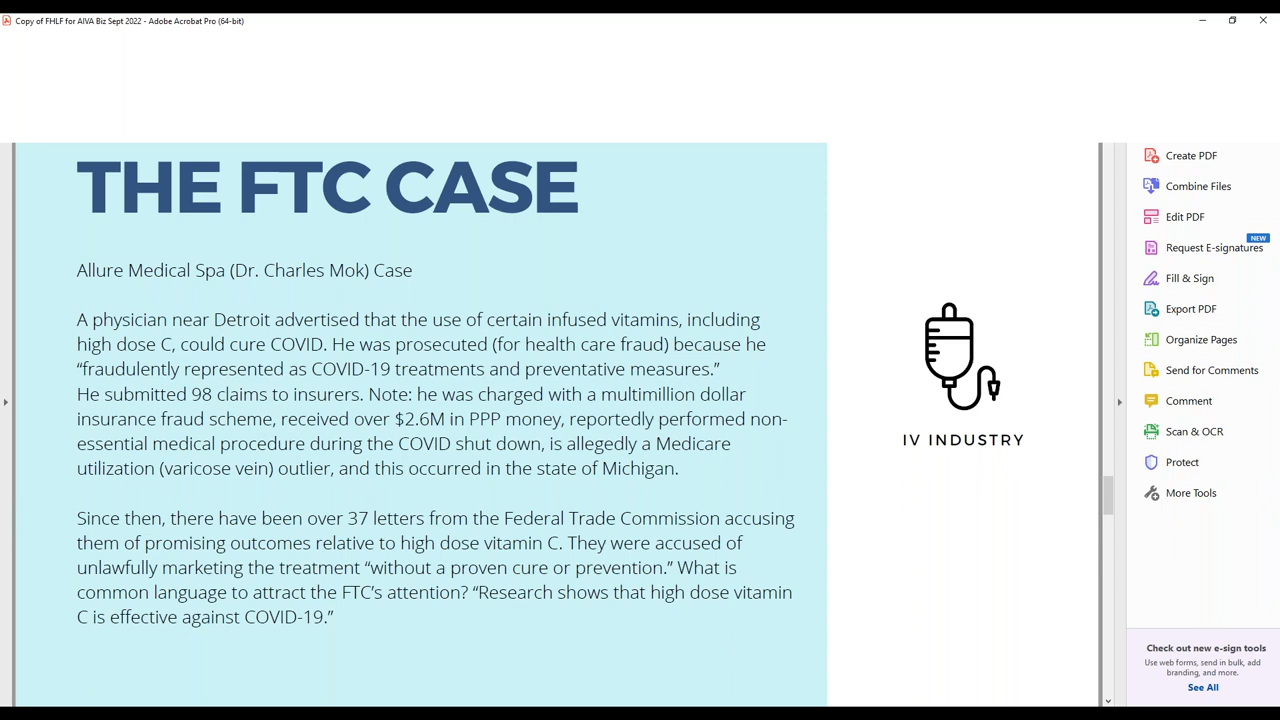 Copy of FHLF for AIVA Biz Sept 2022 - Adobe Acrobat Pro (64-bit)
THE FTC CASE
Allure Medical Spa (Dr. Charles Mok) Case
A physician near Detroit advertised that the use of certain infused vitamins, including
high dose C, could cure COVID. He was prosecuted (for health care fraud) because he
“fraudulently represented as COVID-19 treatments and preventative measures.”
He submitted 98 claims to insurers. Note: he was charged with a multimillion dollar
insurance fraud scheme, received over $2.6M in PPP money, reportedly performed non-
essential medical procedure during the COVID shut down, is allegedly a Medicare
utilization (varicose vein) outlier, and this occurred in the state of Michigan.
Since then, there have been over 37 letters from the Federal Trade Commission accusing
them of promising outcomes relative to high dose vitamin C. They were accused of
unlawfully marketing the treatment “without a proven cure or prevention.” What is
common language to attract the FTC’s attention? “Research shows that high dose vitamin
C is effective against COVID-19.”
IV INDUSTRY
Create PDF
Combine Files
Edit PDF
NEW
Request E-signatures
Fill & Sign
Export PDF
Organize Pages
Send for Comments
Comment
Scan & OCR
Protect
More Tools
Check out new e-sign tools
Use web forms, send in bulk, add
branding, and more.
See All